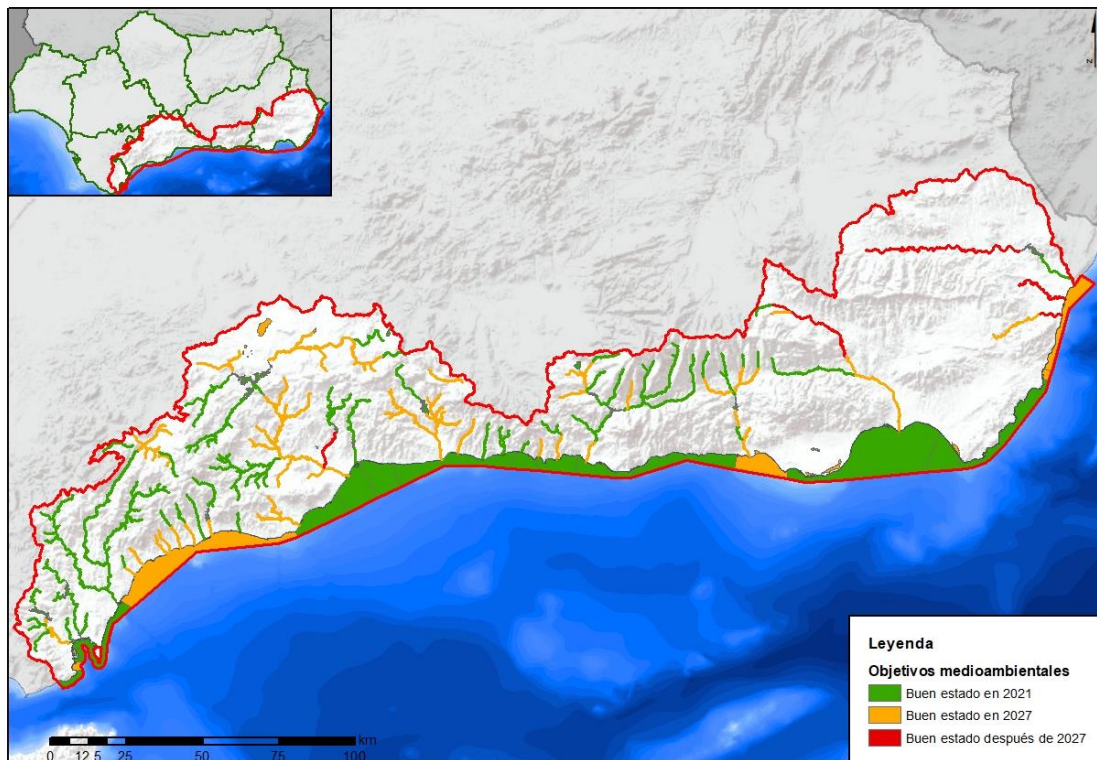 N
Leyenda
Objetivos medioambientales
Buen estado en 2021
Buen estado en 2027
Buen estado después de 2027
km
0 12,5 25 50 75 100